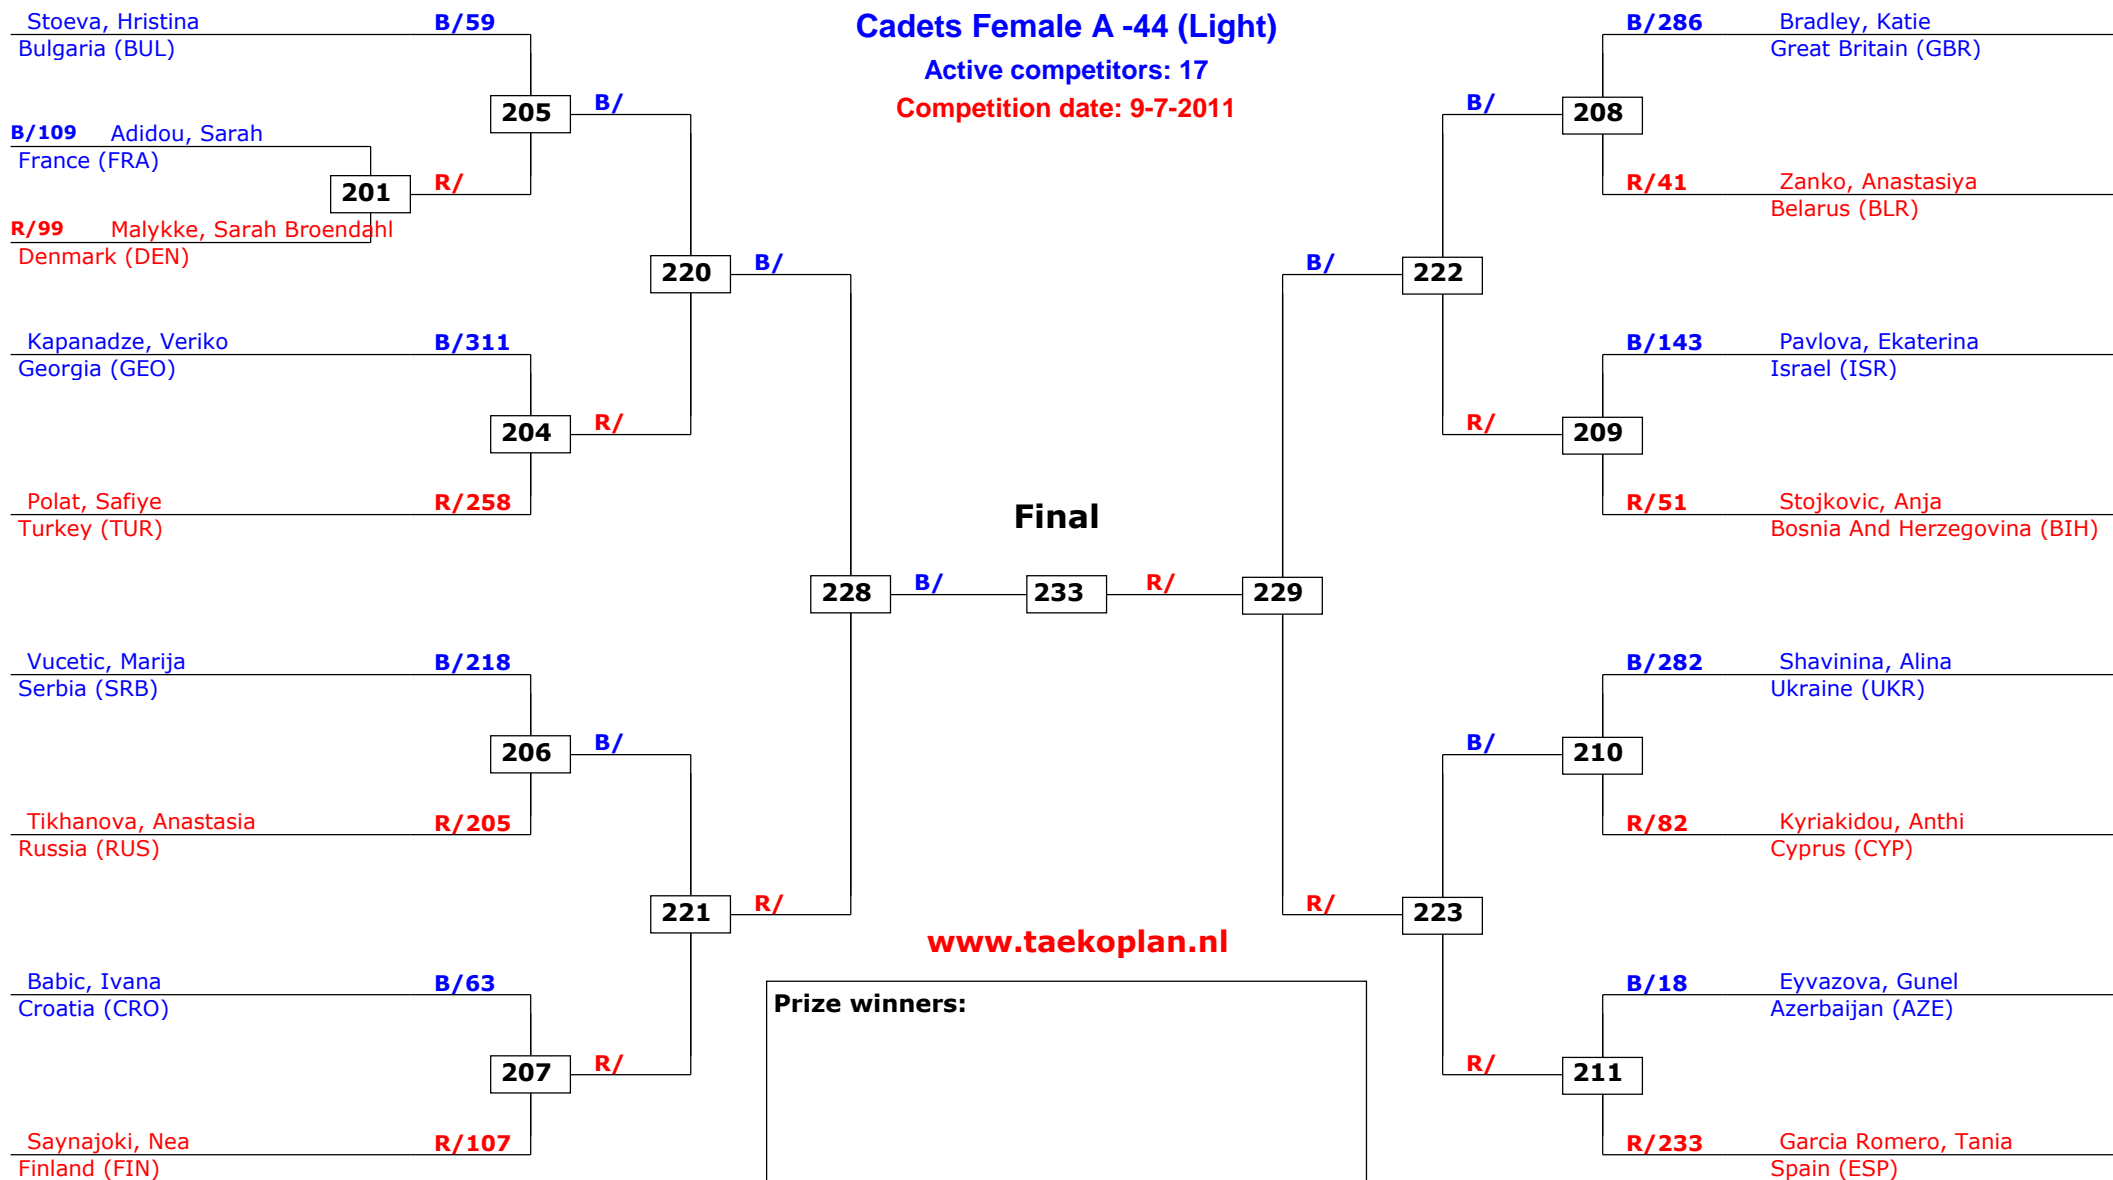 Cadets Female A -44 (Light)
Active competitors: 17
Competition date: 9-7-2011
Stoeva, Hristina B/59
Bulgaria (BUL)
205 B/
B/109 Adidou, Sarah
France (FRA)
201 R/
R/99 Malykke, Sarah Broendahl
Denmark (DEN)
220 B/
Kapanadze, Veriko B/311
Georgia (GEO)
204 R/
Polat, Safiye R/258
Turkey (TUR)
228 B/
Vucetic, Marija B/218
Serbia (SRB)
206 B/
Tikhanova, Anastasia R/205
Russia (RUS)
221 R/
Babic, Ivana B/63
Croatia (CRO)
207 R/
Saynajoki, Nea R/107
Finland (FIN)
Final
233
R/ 229
B/286 Bradley, Katie
Great Britain (GBR)
B/ 208
R/41 Zanko, Anastasiya
Belarus (BLR)
B/ 222
B/143 Pavlova, Ekaterina
Israel (ISR)
R/ 209
R/51 Stojkovic, Anja
Bosnia And Herzegovina (BIH)
B/282 Shavinina, Alina
Ukraine (UKR)
B/ 210
R/82 Kyriakidou, Anthi
Cyprus (CYP)
R/ 223
B/18 Eyvazova, Gunel
Azerbaijan (AZE)
R/ 211
R/233 Garcia Romero, Tania
Spain (ESP)
www.taekoplan.nl
Prize winners: